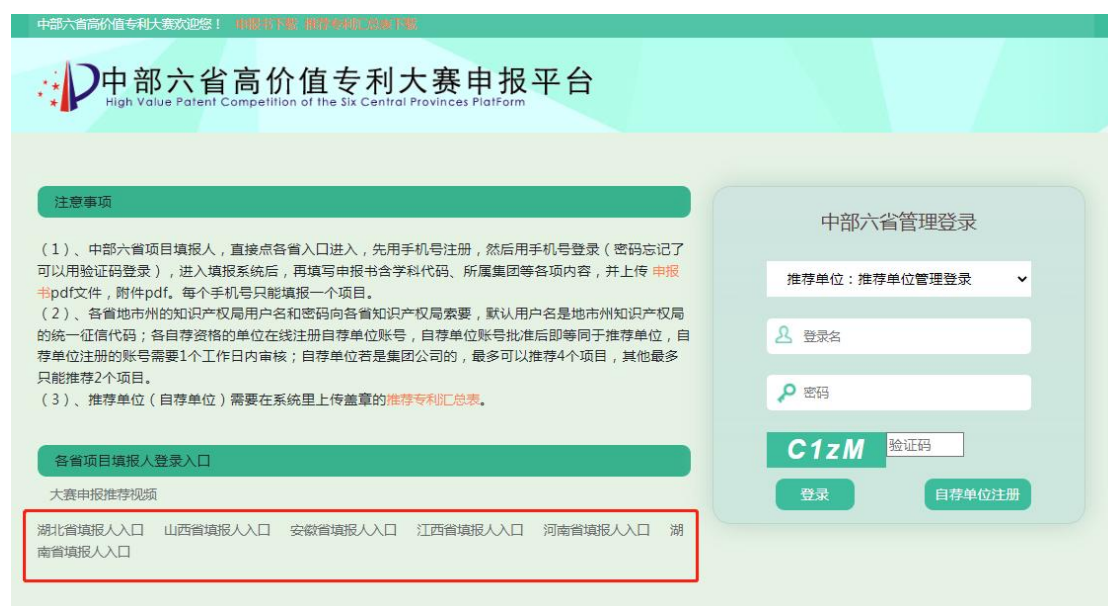 中部六省高价值专利大赛欢迎您！ 申报书下载 推荐专利汇总表下载
中部六省高价值专利大赛申报平台
High Value Patent Competition of the Six Central Provinces PlatForm
注意事项
（1）、中部六省项目填报人，直接点各省入口进入，先用手机号注册，然后用手机号登录（密码忘记了
可以用验证码登录），进入填报系统后，再填写申报书含学科代码、所属集团等各项内容，并上传 申报
书pdf文件，附件pdf。每个手机号只能填报一个项目。
（2）、各省地市州的知识产权局用户名和密码向各省知识产权局索要，默认用户名是地市州知识产权局
的统一征信代码；各自荐资格的单位在线注册自荐单位账号，自荐单位账号批准后即等同于推荐单位，自
荐单位注册的账号需要1个工作日内审核；自荐单位若是集团公司的，最多可以推荐4个项目，其他最多
只能推荐2个项目。
（3）、推荐单位（自荐单位）需要在系统里上传盖章的推荐专利汇总表。
各省项目填报人登录入口
大赛申报推荐视频
湖北省填报人入口 山西省填报人入口 安徽省填报人入口 江西省填报人入口 河南省填报人入口 湖
南省填报人入口
中部六省管理登录
推荐单位：推荐单位管理登录
登录名
密码
C1zM 验证码
登录 自荐单位注册